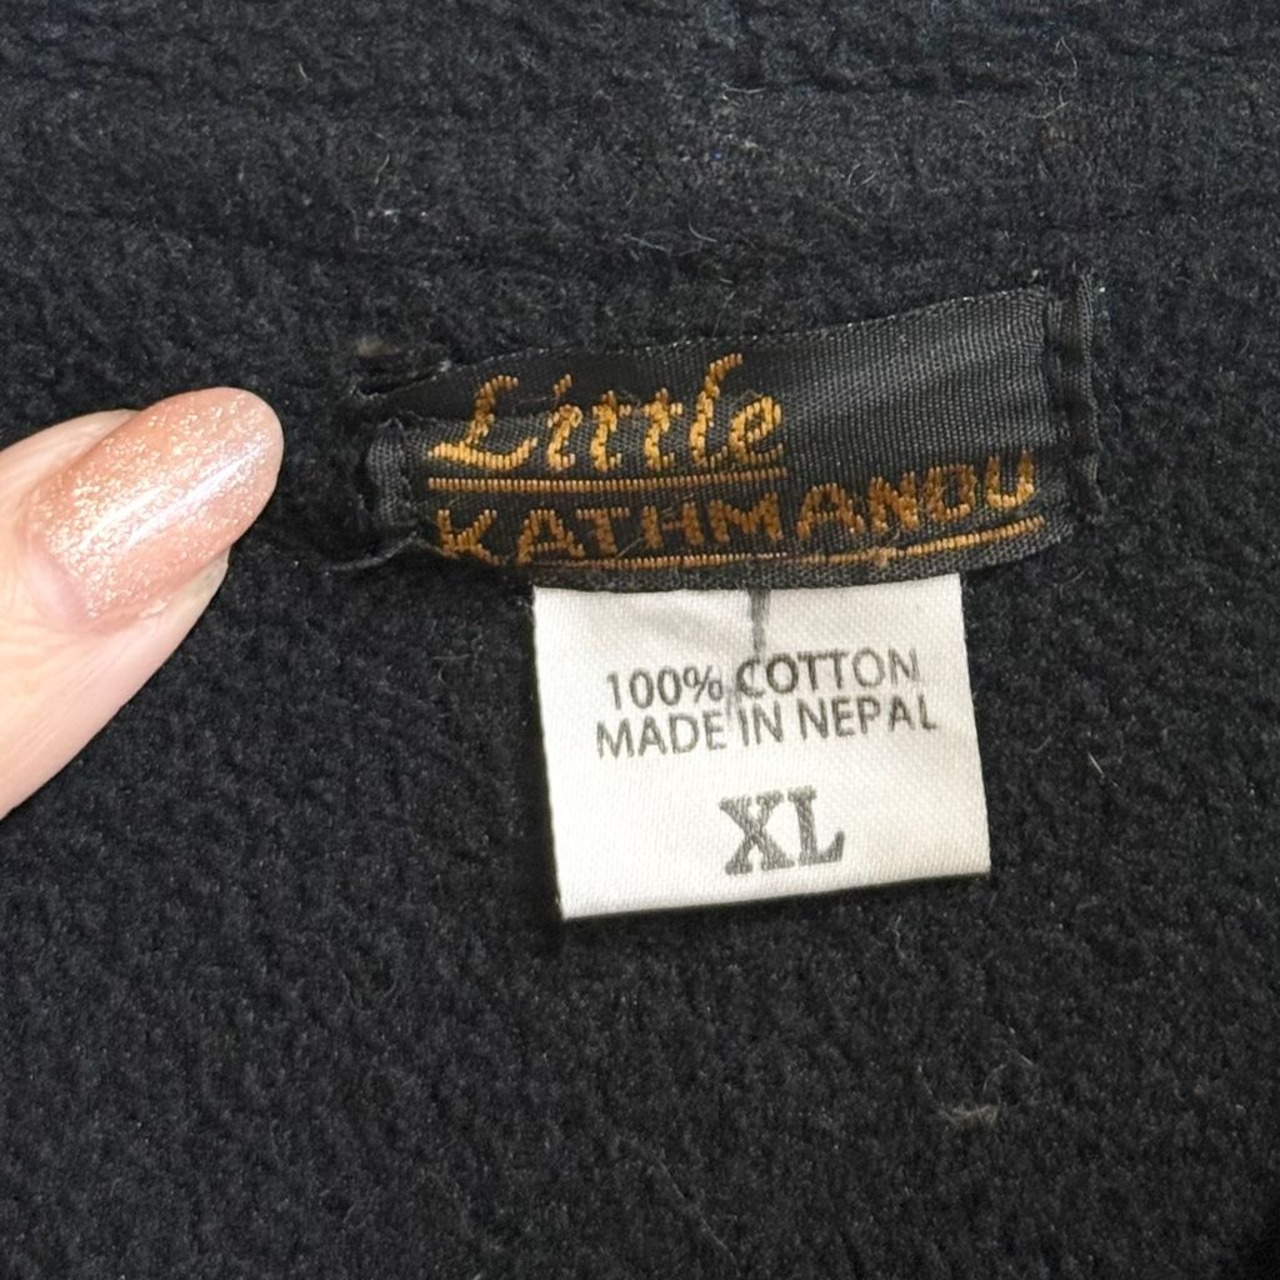 Little
KATHMANDU
100% COTTON
MADE IN NEPAL
XL